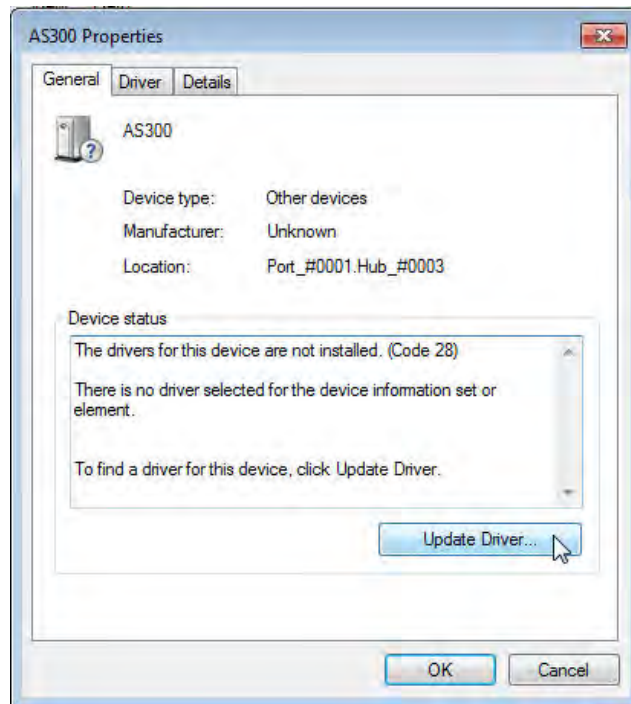 AS300 Properties
General Driver Details
AS300
Device type: Other devices
Manufacturer: Unknown
Location: Port_#0001.Hub_#0003
Device status
The drivers for this device are not installed. (Code 28)
There is no driver selected for the device information set or
element.
To find a driver for this device, click Update Driver.
Update Driver...
OK Cancel